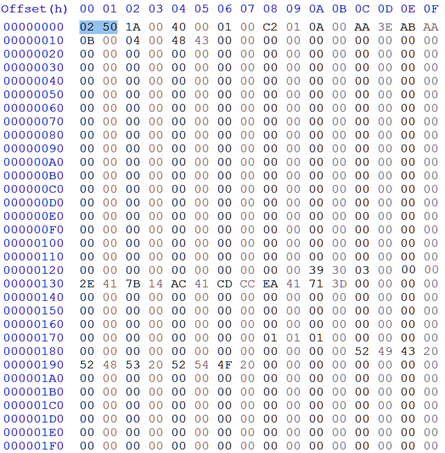 Offset(h) 00 01 02 03 04 05 06 07 08 09 0A 0B 0C 0D 0E 0F
00000000 02 50 1A 00 40 00 01 00 C2 01 0A 00 AA 3E AB AA
00000010 0B 00 04 00 48 43 00 00 00 00 00 00 00 00 00 00
00000020 0B 00 00 00 00 00 00 00 00 00 00 00 00 00 00 00
00000030 00 00 00 00 00 00 00 00 00 00 00 00 00 00 00 00
00000040 00 00 00 00 00 00 00 00 00 00 00 00 00 00 00 00
00000050 00 00 00 00 00 00 00 00 00 00 00 00 00 00 00 00
00000060 00 00 00 00 00 00 00 00 00 00 00 00 00 00 00 00
00000070 00 00 00 00 00 00 00 00 00 00 00 00 00 00 00 00
00000080 00 00 00 00 00 00 00 00 00 00 00 00 00 00 00 00
00000090 00 00 00 00 00 00 00 00 00 00 00 00 00 00 00 00
000000A0 00 00 00 00 00 00 00 00 00 00 00 00 00 00 00 00
000000B0 00 00 00 00 00 00 00 00 00 00 00 00 00 00 00 00
000000C0 00 00 00 00 00 00 00 00 00 00 00 00 00 00 00 00
000000D0 00 00 00 00 00 00 00 00 00 00 00 00 00 00 00 00
000000E0 00 00 00 00 00 00 00 00 00 00 00 00 00 00 00 00
000000F0 00 00 00 00 00 00 00 00 00 00 00 00 00 00 00 00
00000100 00 00 00 00 00 00 00 00 00 00 00 00 00 00 00 00
00000110 00 00 00 00 00 00 00 00 00 00 00 00 00 00 00 00
00000120 00 00 00 00 00 00 00 00 00 00 39 30 03 00 00 00
00000130 2E 41 7B 14 AC 41 CD CC EA 41 71 3D 00 00 00 00
00000140 00 00 00 00 00 00 00 00 00 00 00 00 00 00 00 00
00000150 00 00 00 00 00 00 00 00 00 00 00 00 00 00 00 00
00000160 00 00 00 00 00 00 00 00 00 00 00 00 00 00 00 00
00000170 00 00 00 00 00 00 00 00 01 01 01 00 00 00 00 00
00000180 00 00 00 00 00 00 00 00 00 00 00 00 52 49 43 20
00000190 52 48 53 20 52 54 4F 20 00 00 00 00 00 00 00 00
000001A0 00 00 00 00 00 00 00 00 00 00 00 00 00 00 00 00
000001B0 00 00 00 00 00 00 00 00 00 00 00 00 00 00 00 00
000001C0 00 00 00 00 00 00 00 00 00 00 00 00 00 00 00 00
000001D0 00 00 00 00 00 00 00 00 00 00 00 00 00 00 00 00
000001E0 00 00 00 00 00 00 00 00 00 00 00 00 00 00 00 00
000001F0 00 00 00 00 00 00 00 00 00 00 00 00 00 00 00 00